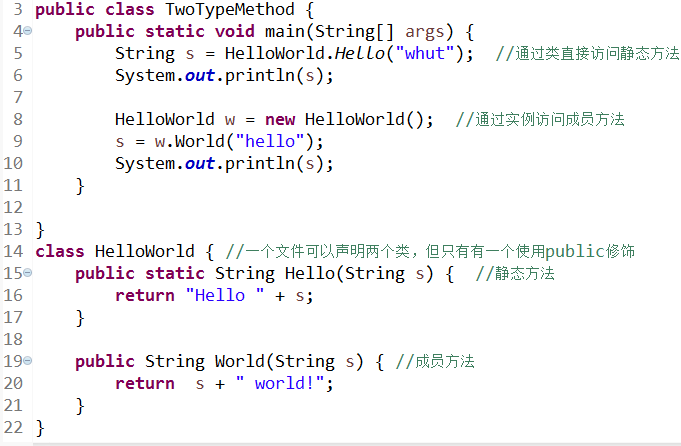 3 public class TwoTypeMethod {
4 public static void main(String[] args) {
5 String s = HelloWorld.Hello("whut"); //通过类直接访问静态方法
6 System.out.println(s);
7
8 HelloWorld w = new HelloWorld(); //通过实例访问成员方法
9 s = w.World("hello");
10 System.out.println(s);
11 }
12
13 }
14 class HelloWorld { //一个文件可以声明两个类，但只有有一个使用public修饰
15 public static String Hello(String s) { //静态方法
16 return "Hello " + s;
17 }
18
19 public String World(String s) { //成员方法
20 return  s + " world!";
21 }
22 }